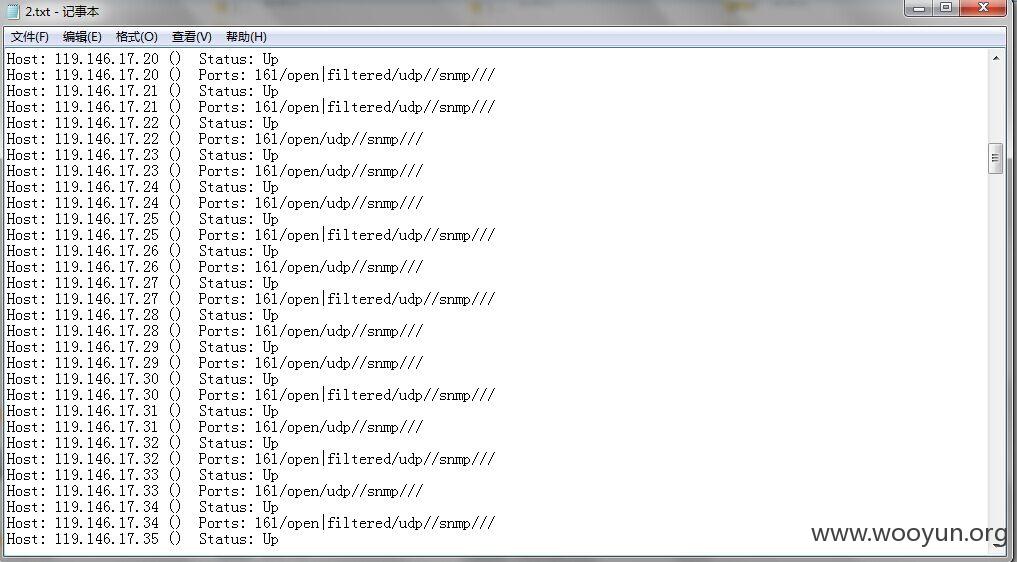 2.txt - 记事本
文件(F) 编辑(E) 格式(O) 查看(V) 帮助(H)
Host: 119.146.17.20 () Status: Up
Host: 119.146.17.20 () Ports: 161/open|filtered/udp//snmp///
Host: 119.146.17.21 () Status: Up
Host: 119.146.17.21 () Ports: 161/open|filtered/udp//snmp///
Host: 119.146.17.22 () Status: Up
Host: 119.146.17.22 () Ports: 161/open/udp//snmp///
Host: 119.146.17.23 () Status: Up
Host: 119.146.17.23 () Ports: 161/open/udp//snmp///
Host: 119.146.17.24 () Status: Up
Host: 119.146.17.24 () Ports: 161/open/udp//snmp///
Host: 119.146.17.25 () Status: Up
Host: 119.146.17.25 () Ports: 161/open|filtered/udp//snmp///
Host: 119.146.17.26 () Status: Up
Host: 119.146.17.26 () Ports: 161/open/udp//snmp///
Host: 119.146.17.27 () Status: Up
Host: 119.146.17.27 () Ports: 161/open|filtered/udp//snmp///
Host: 119.146.17.28 () Status: Up
Host: 119.146.17.28 () Ports: 161/open/udp//snmp///
Host: 119.146.17.29 () Status: Up
Host: 119.146.17.29 () Ports: 161/open/udp//snmp///
Host: 119.146.17.30 () Status: Up
Host: 119.146.17.30 () Ports: 161/open|filtered/udp//snmp///
Host: 119.146.17.31 () Status: Up
Host: 119.146.17.31 () Ports: 161/open/udp//snmp///
Host: 119.146.17.32 () Status: Up
Host: 119.146.17.32 () Ports: 161/open|filtered/udp//snmp///
Host: 119.146.17.33 () Status: Up
Host: 119.146.17.33 () Ports: 161/open/udp//snmp///
Host: 119.146.17.34 () Status: Up
Host: 119.146.17.34 () Ports: 161/open|filtered/udp//snmp///
Host: 119.146.17.35 () Status: Up
www.wooyun.org